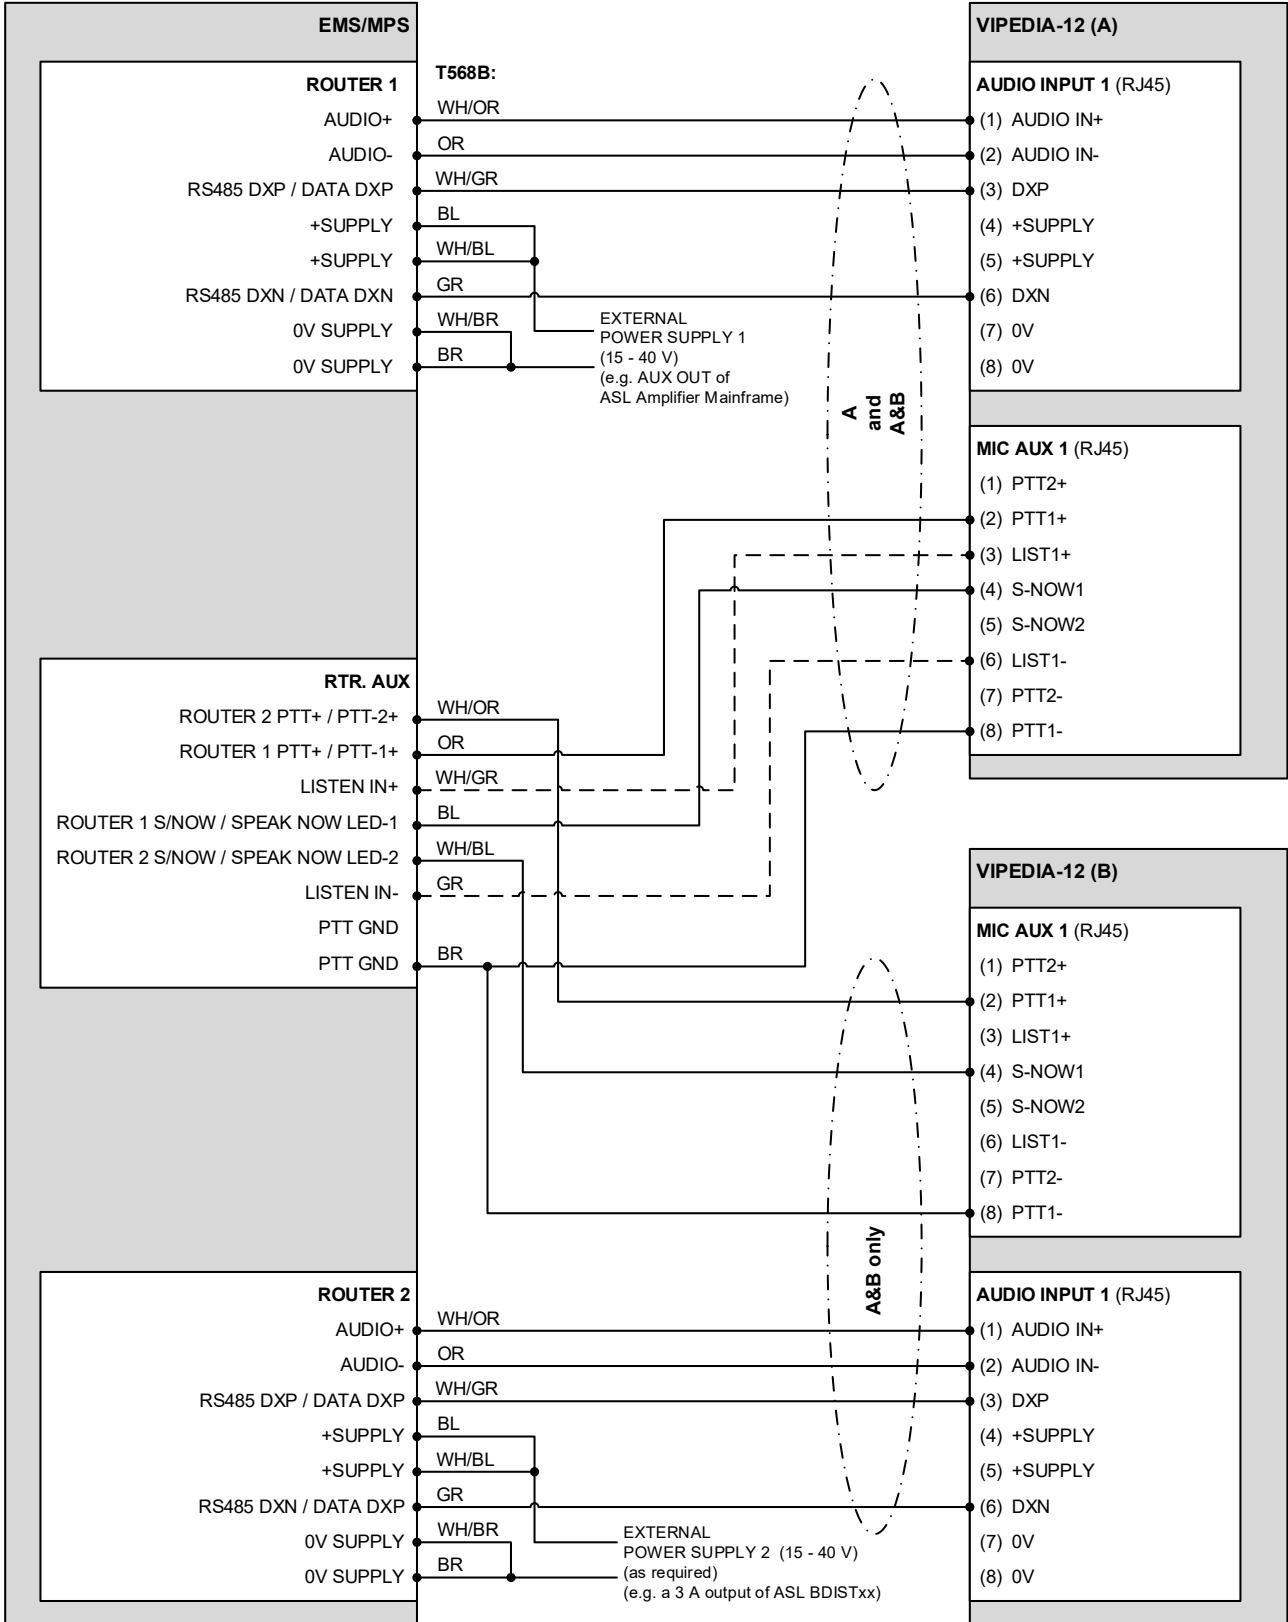 EMS/MPS
ROUTER 1
AUDIO+
AUDIO-
RS485 DXP / DATA DXP
+SUPPLY
+SUPPLY
RS485 DXN / DATA DXN
0V SUPPLY
0V SUPPLY
T568B:
WH/OR
OR
WH/GR
BL
WH/BL
GR
WH/BR
BR
EXTERNAL
POWER SUPPLY 1
(15 - 40 V)
(e.g. AUX OUT of
ASL Amplifier Mainframe)
A
and
A&B
VIPEDIA-12 (A)
AUDIO INPUT 1 (RJ45)
(1) AUDIO IN+
(2) AUDIO IN-
(3) DXP
(4) +SUPPLY
(5) +SUPPLY
(6) DXN
(7) 0V
(8) 0V
MIC AUX 1 (RJ45)
(1) PTT2+
(2) PTT1+
(3) LIST1+
(4) S-NOW1
(5) S-NOW2
(6) LIST1-
(7) PTT2-
(8) PTT1-
RTR. AUX
ROUTER 2 PTT+ / PTT-2+
ROUTER 1 PTT+ / PTT-1+
LISTEN IN+
ROUTER 1 S/NOW / SPEAK NOW LED-1
ROUTER 2 S/NOW / SPEAK NOW LED-2
LISTEN IN-
PTT GND
PTT GND
WH/OR
OR
WH/GR
BL
WH/BL
GR
BR
VIPEDIA-12 (B)
MIC AUX 1 (RJ45)
(1) PTT2+
(2) PTT1+
(3) LIST1+
(4) S-NOW1
(5) S-NOW2
(6) LIST1-
(7) PTT2-
(8) PTT1-
A&B only
ROUTER 2
AUDIO+
AUDIO-
RS485 DXP / DATA DXP
+SUPPLY
+SUPPLY
RS485 DXN / DATA DXP
0V SUPPLY
0V SUPPLY
WH/OR
OR
WH/GR
BL
WH/BL
GR
WH/BR
BR
EXTERNAL
POWER SUPPLY 2 (15 - 40 V)
(as required)
(e.g. a 3 A output of ASL BDISTxx)
AUDIO INPUT 1 (RJ45)
(1) AUDIO IN+
(2) AUDIO IN-
(3) DXP
(4) +SUPPLY
(5) +SUPPLY
(6) DXN
(7) 0V
(8) 0V